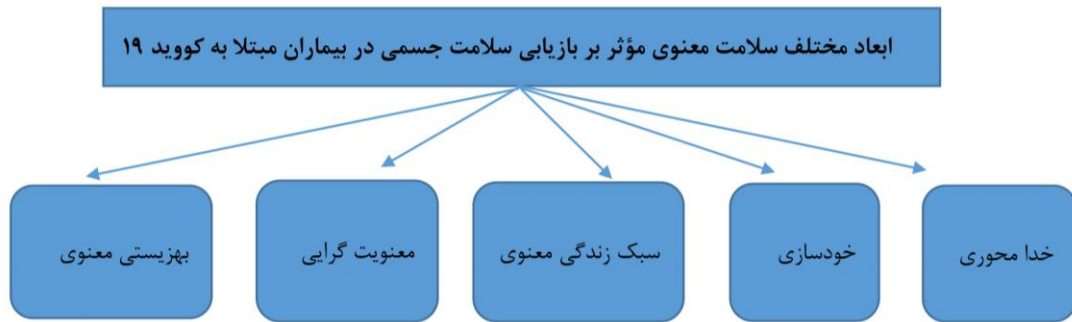 ابعاد مختلف سلامت معنوی مؤثر بر بازیابی سلامت جسمی در بیماران مبتلا به کووید ۱۹
خدا محوری
خودسازی
سبک زندگی معنوی
معنویت گرایی
بهزیستی معنوی